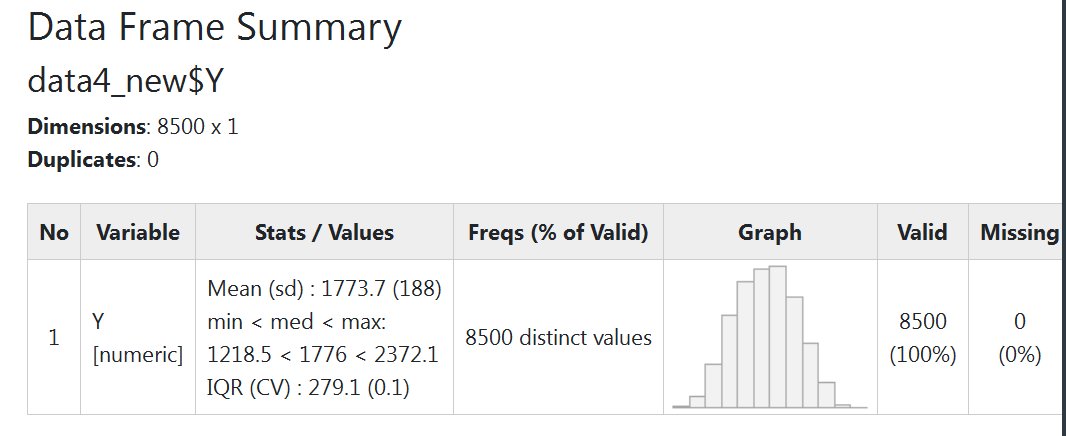 Data Frame Summary
data4_new$Y
Dimensions: 8500 x 1
Duplicates: 0
No Variable Stats / Values Freqs (% of Valid) Graph Valid Missing
1
Y
[numeric]
Mean (sd) : 1773.7 (188)
min < med < max:
1218.5 < 1776 < 2372.1
IQR (CV) : 279.1 (0.1)
8500 distinct values
8500
(100%)
0
(0%)